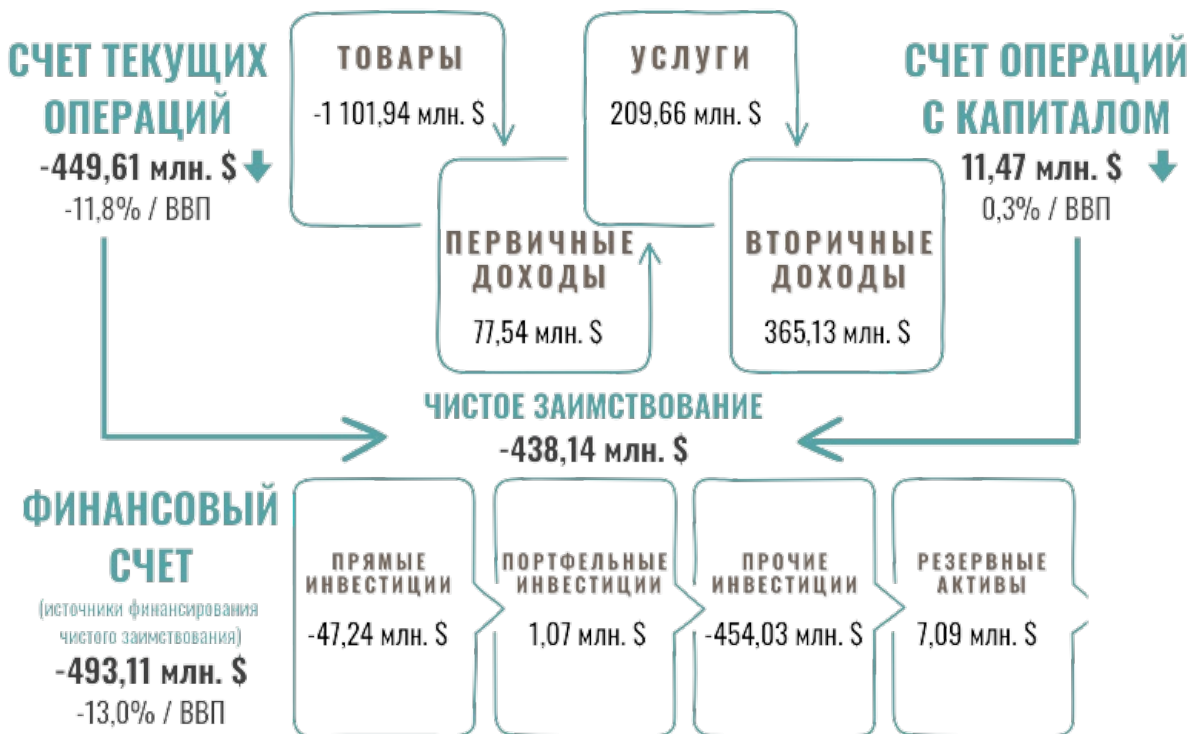 СЧЕТ ТЕКУЩИХ
ОПЕРАЦИЙ
-449,61 млн. $
-11,8% / ВВП
ТОВАРЫ
-1 101,94 млн. $
УСЛУГИ
209,66 млн. $
СЧЕТ ОПЕРАЦИЙ
С КАПИТАЛОМ
11,47 млн. $
0,3% / ВВП
ПЕРВИЧНЫЕ
ДОХОДЫ
77,54 млн. $
ВТОРИЧНЫЕ
ДОХОДЫ
365,13 млн. $
ЧИСТОЕ ЗАИМСТВОВАНИЕ
-438,14 млн. $
ФИНАНСОВЫЙ
СЧЕТ
(источники финансирования
чистого заимствования)
-493,11 млн. $
-13,0% / ВВП
ПРЯМЫЕ
ИНВЕСТИЦИИ
-47,24 млн. $
ПОРТФЕЛЬНЫЕ
ИНВЕСТИЦИИ
1,07 млн. $
ПРОЧИЕ
ИНВЕСТИЦИИ
-454,03 млн. $
РЕЗЕРВНЫЕ
АКТИВЫ
7,09 млн. $